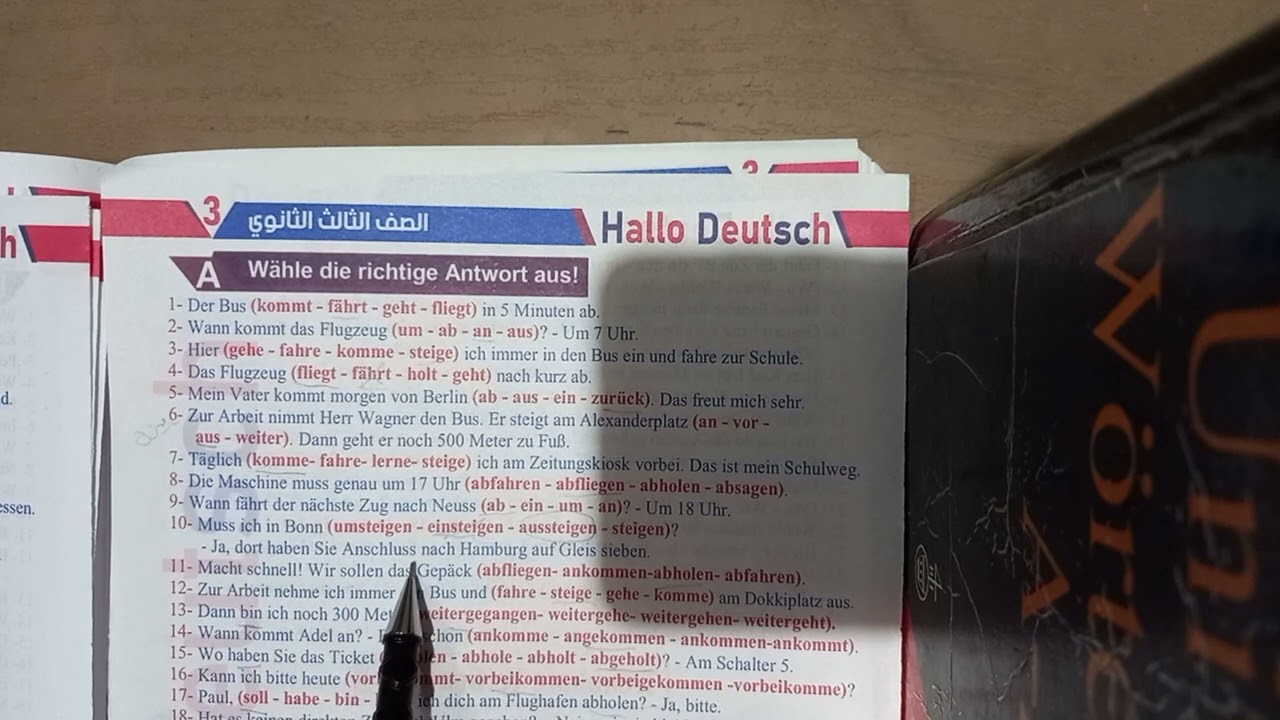 3
الصف الثالث الثانوي
Hallo Deutsch
A Wähle die richtige Antwort aus!
1- Der Bus (kommt - fährt - geht - fliegt) in 5 Minuten ab.
2- Wann kommt das Flugzeug (um - ab - an - aus)? - Um 7 Uhr.
3- Hier (gehe - fahre - komme - steige) ich immer in den Bus ein und fahre zur Schule.
4- Das Flugzeug (fliegt - fährt - holt - geht) nach kurz ab.
5- Mein Vater kommt morgen von Berlin (ab - aus - ein - zurück). Das freut mich sehr.
6- Zur Arbeit nimmt Herr Wagner den Bus. Er steigt am Alexanderplatz (an - vor -
aus - weiter). Dann geht er noch 500 Meter zu Fuß.
7- Täglich (komme- fahre- lerne- steige) ich am Zeitungskiosk vorbei. Das ist mein Schulweg.
8- Die Maschine muss genau um 17 Uhr (abfahren - abfliegen - abholen - absagen).
9- Wann fährt der nächste Zug nach Neuss (ab - ein - um - an)? - Um 18 Uhr.
10- Muss ich in Bonn (umsteigen - einsteigen - aussteigen - steigen)?
- Ja, dort haben Sie Anschluss nach Hamburg auf Gleis sieben.
11- Macht schnell! Wir sollen das Gepäck (abfliegen- ankommen-abholen- abfahren).
12- Zur Arbeit nehme ich immer Bus und (fahre - steige - gehe - komme) am Dokkiplatz aus.
13- Dann bin ich noch 300 weitergegangen- weitergehe- weitergehen- weitergeht).
14- Wann kommt Adel an? - schon (ankomme - angekommen - ankommen-ankommt).
15- Wo haben Sie das Ticket - abhole - abholt - abgeholt)? - Am Schalter 5.
16- Kann ich bitte heute - vorbeikommen- vorbeigekommen -vorbeikomme)?
17- Paul, (soll - habe - bin - ich dich am Flughafen abholen? - Ja, bitte.
18- Hat es keinen direkten
h
d.
essen.
Wörte